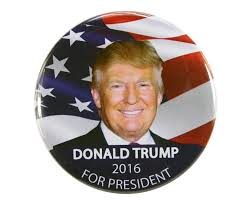 DONALD TRUMP
2016
FOR PRESIDENT